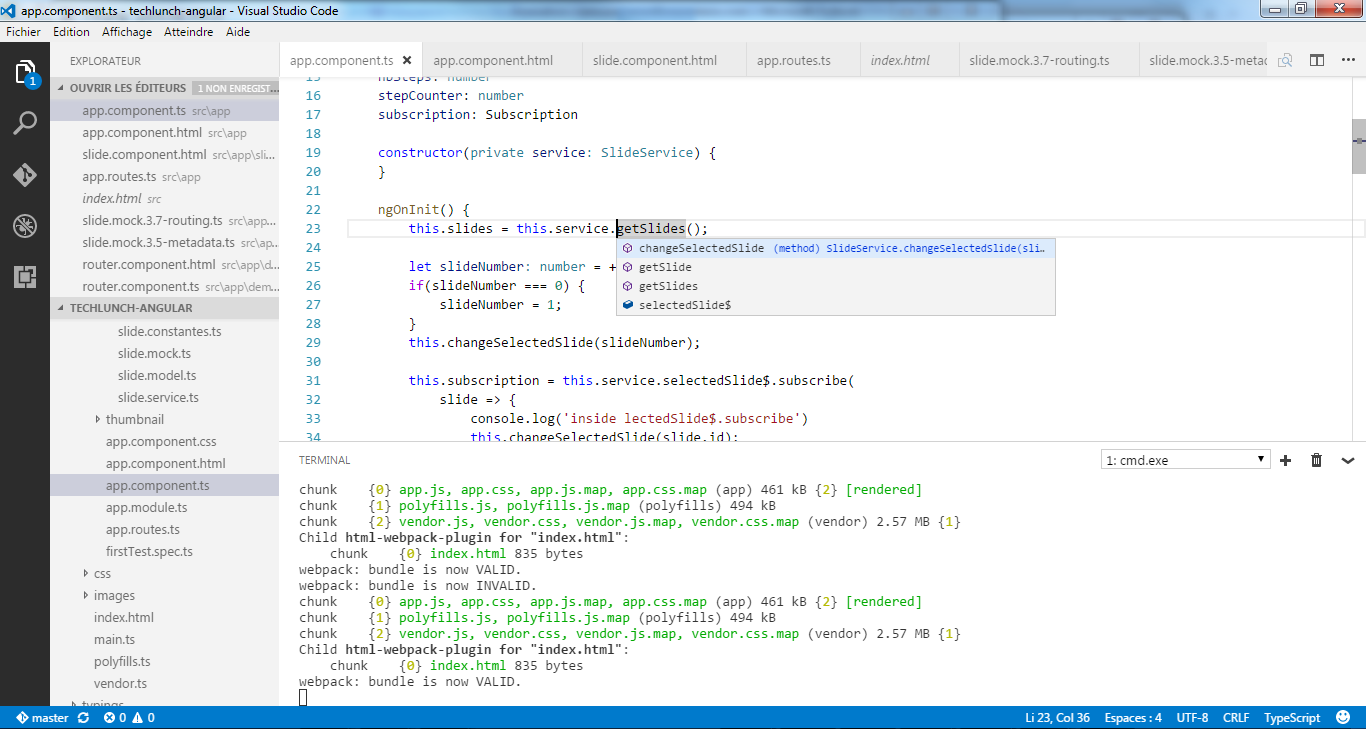 app.component.ts - techlunch-angular - Visual Studio Code
Fichier Edition Affichage Atteindre Aide
EXPLORATEUR
1
OUVRIR LES ÉDITEURS 1 NON ENREGIST...
app.component.ts src\app
app.component.html src\app
slide.component.html src\app\sli...
app.routes.ts src\app
index.html src
slide.mock.3.7-routing.ts src\app...
slide.mock.3.5-metadata.ts src\ap...
router.component.html src\app\d...
router.component.ts src\app\dem...
TECHLUNCH-ANGULAR
slide.constantes.ts
slide.mock.ts
slide.model.ts
slide.service.ts
thumbnail
app.component.css
app.component.html
app.component.ts
app.module.ts
app.routes.ts
firstTest.spec.ts
css
images
index.html
main.ts
polyfills.ts
vendor.ts
typings
app.component.ts app.component.html slide.component.html app.routes.ts index.html slide.mock.3.7-routing.ts slide.mock.3.5-metad
15 nbSteps: number
16 stepCounter: number
17 subscription: Subscription
18
19 constructor(private service: SlideService) {
20 }
21
22 ngOnInit() {
23 this.slides = this.service.getSlides();
24
changeSelectedSlide (method) SlideService.changeSelectedSlide(sli...
getSlide
getSlides
selectedSlide$
25 let slideNumber: number = +
26 if(slideNumber === 0) {
27 slideNumber = 1;
28 }
29 this.changeSelectedSlide(slideNumber);
30
31 this.subscription = this.service.selectedSlide$.subscribe(
32 slide => {
33 console.log('inside lectedSlide$.subscribe')
34 this.changeSelectedSlide(slide.id);
TERMINAL 1: cmd.exe
chunk {0} app.js, app.css, app.js.map, app.css.map (app) 461 kB {2} [rendered]
chunk {1} polyfills.js, polyfills.js.map (polyfills) 494 kB
chunk {2} vendor.js, vendor.css, vendor.js.map, vendor.css.map (vendor) 2.57 MB {1}
Child html-webpack-plugin for "index.html":
chunk {0} index.html 835 bytes
webpack: bundle is now VALID.
webpack: bundle is now INVALID.
chunk {0} app.js, app.css, app.js.map, app.css.map (app) 461 kB {2} [rendered]
chunk {1} polyfills.js, polyfills.js.map (polyfills) 494 kB
chunk {2} vendor.js, vendor.css, vendor.js.map, vendor.css.map (vendor) 2.57 MB {1}
Child html-webpack-plugin for "index.html":
chunk {0} index.html 835 bytes
webpack: bundle is now VALID.
master 0 0 Li 23, Col 36 Espaces : 4 UTF-8 CRLF TypeScript